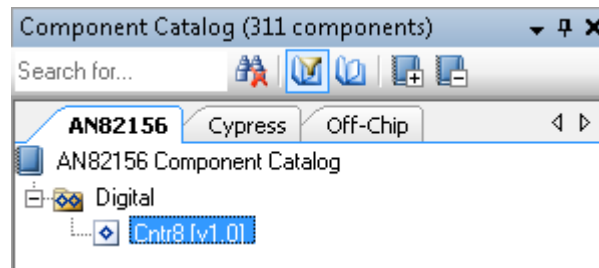 Component Catalog (311 components)
Search for...
AN82156 Cypress Off-Chip
AN82156 Component Catalog
Digital
Cntr8 [v1.0]